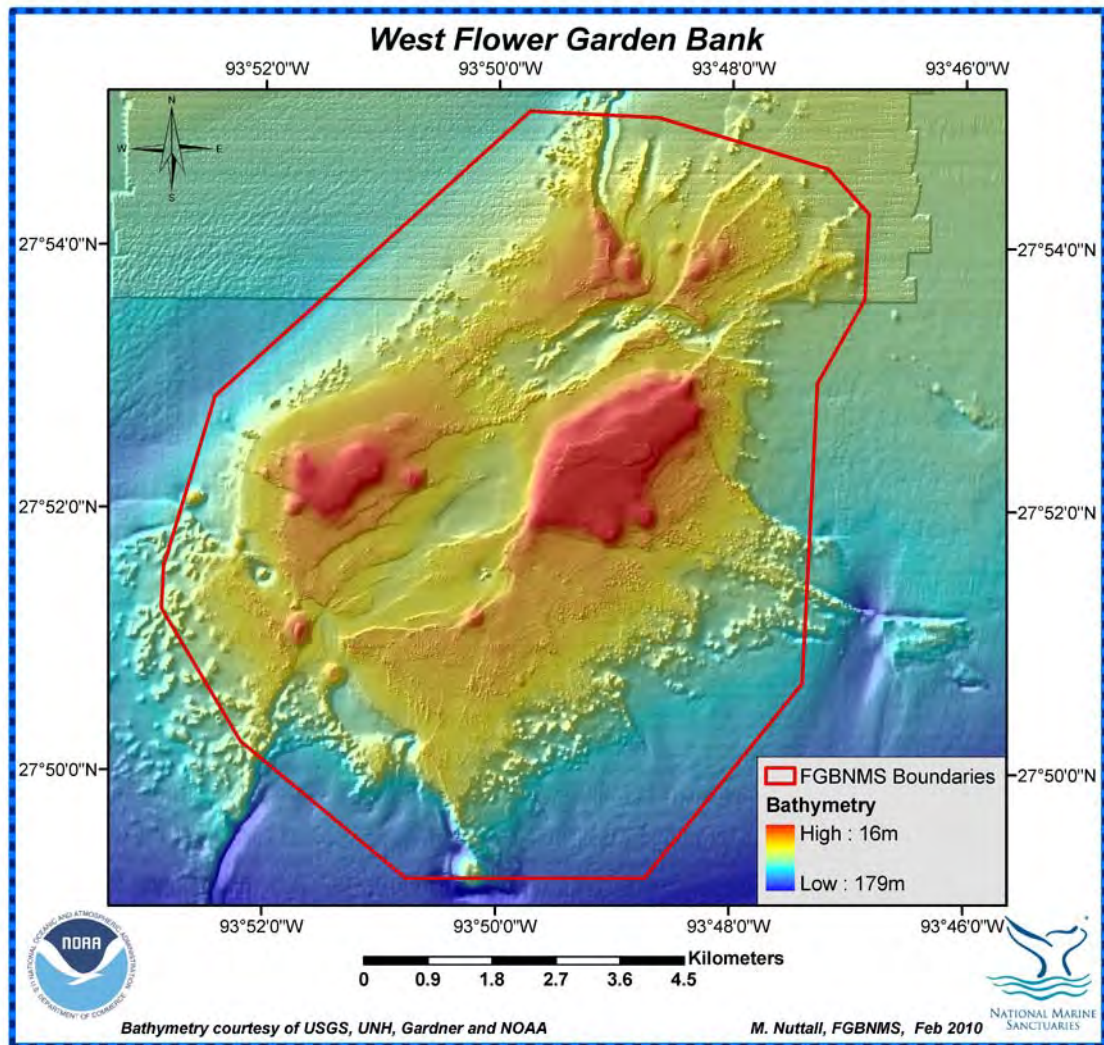 West Flower Garden Bank
93°52'0"W 93°50'0"W 93°48'0"W 93°46'0"W
N
W E
S
27°54'0"N 27°54'0"N
27°52'0"N 27°52'0"N
27°50'0"N 27°50'0"N
FGBNMS Boundaries
Bathymetry
High : 16m
Low : 179m
93°52'0"W 93°50'0"W 93°48'0"W 93°46'0"W
Kilometers
0 0.9 1.8 2.7 3.6 4.5
NATIONAL OCEANIC AND ATMOSPHERIC ADMINISTRATION
NOAA
U.S. DEPARTMENT OF COMMERCE
NATIONAL MARINE
SANCTUARIES
Bathymetry courtesy of USGS, UNH, Gardner and NOAA M. Nuttall, FGBNMS, Feb 2010